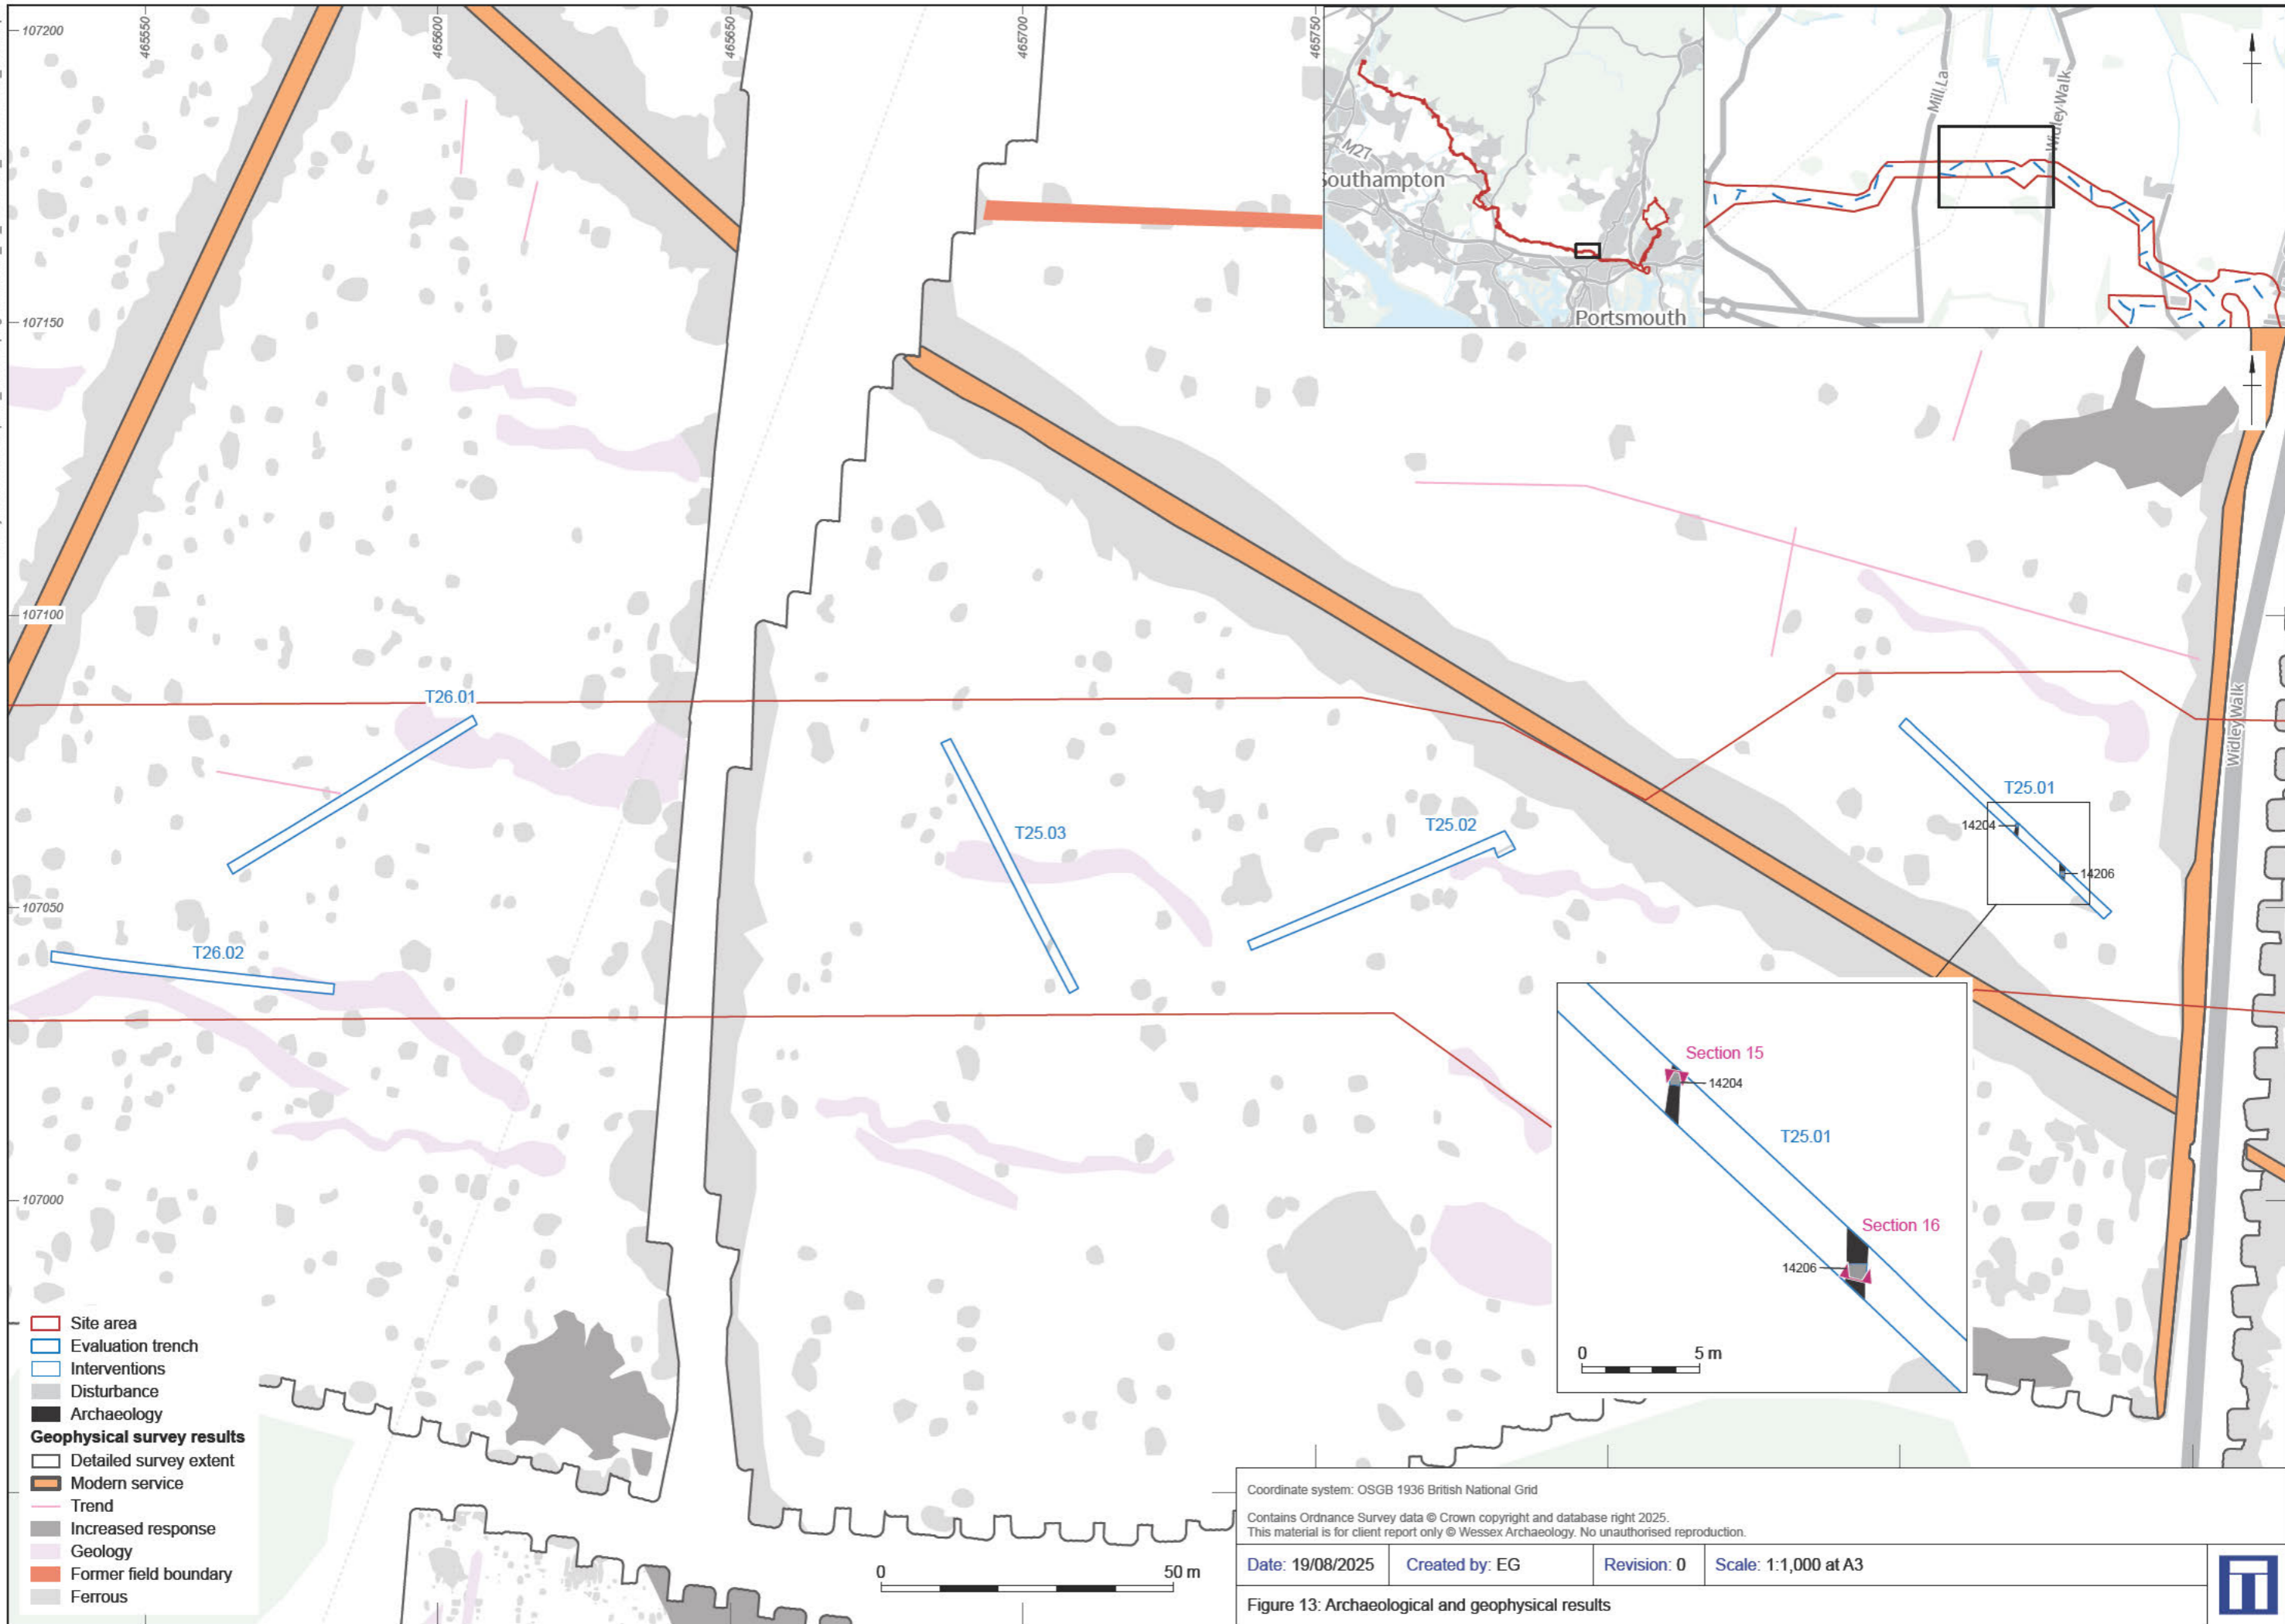 107200
107150
107100
107050
107000
465550
465600
465650
465700
465750
M27
Southampton
Portsmouth
Mill La
Widley Walk
T26.01
T26.02
T25.03
T25.02
T25.01
14204
14206
Widley Walk
Section 15
14204
T25.01
Section 16
14206
0 5 m
Site area
Evaluation trench
Interventions
Disturbance
Archaeology
Geophysical survey results
Detailed survey extent
Modern service
Trend
Increased response
Geology
Former field boundary
Ferrous
0 50 m
Coordinate system: OSGB 1936 British National Grid
Contains Ordnance Survey data © Crown copyright and database right 2025.
This material is for client report only © Wessex Archaeology. No unauthorised reproduction.
Date: 19/08/2025 Created by: EG Revision: 0 Scale: 1:1,000 at A3
Figure 13: Archaeological and geophysical results